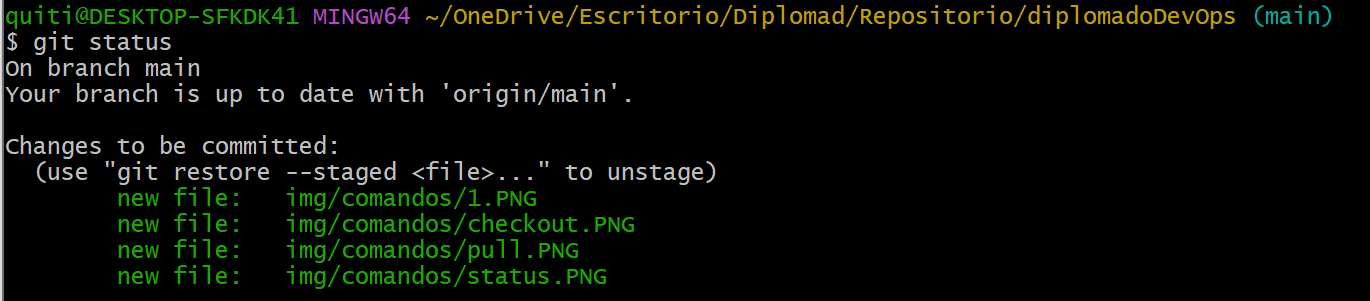 quiti@DESKTOP-SFKDK41 MINGW64 ~/OneDrive/Escritorio/Diplomad/Repositorio/diplomadoDevOps (main)
$ git status
On branch main
Your branch is up to date with 'origin/main'.

Changes to be committed:
  (use "git restore --staged <file>..." to unstage)
        new file:   img/comandos/1.PNG
        new file:   img/comandos/checkout.PNG
        new file:   img/comandos/pull.PNG
        new file:   img/comandos/status.PNG